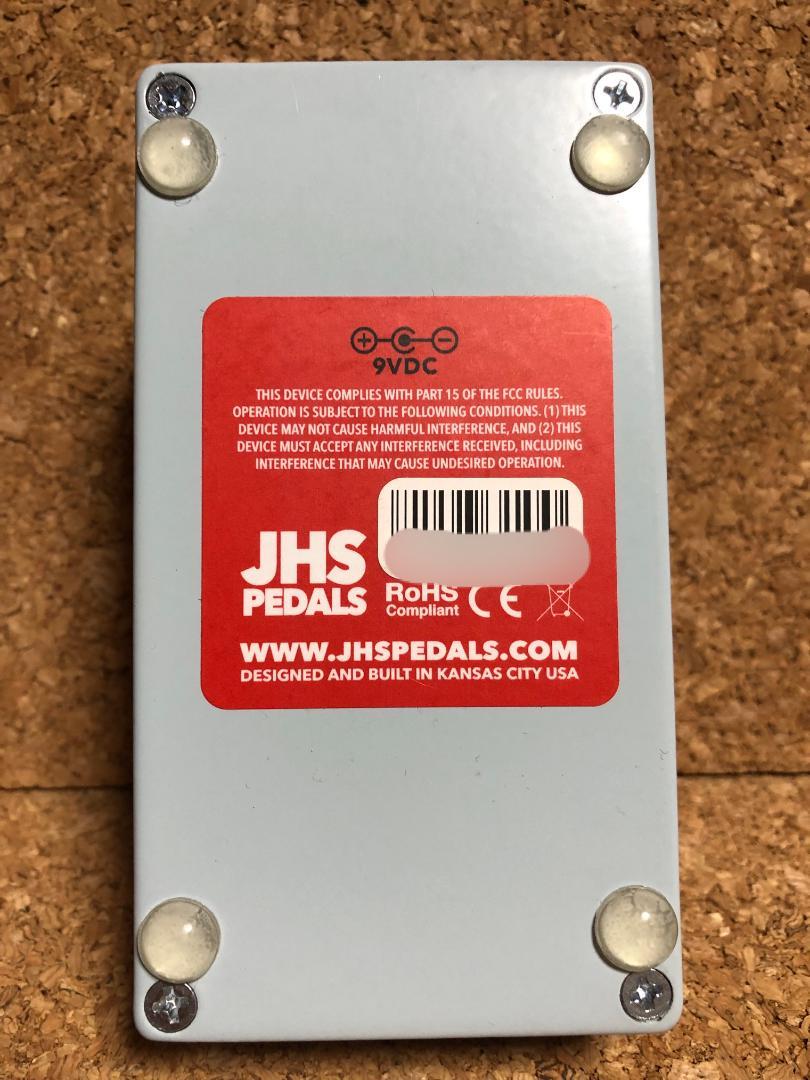 9VDC
THIS DEVICE COMPLIES WITH PART 15 OF THE FCC RULES.
OPERATION IS SUBJECT TO THE FOLLOWING CONDITIONS. (1) THIS
DEVICE MAY NOT CAUSE HARMFUL INTERFERENCE, AND (2) THIS
DEVICE MUST ACCEPT ANY INTERFERENCE RECEIVED, INCLUDING
INTERFERENCE THAT MAY CAUSE UNDESIRED OPERATION.
JHS
PEDALS
RoHS
Compliant
CE
WWW.JHSPEDALS.COM
DESIGNED AND BUILT IN KANSAS CITY USA